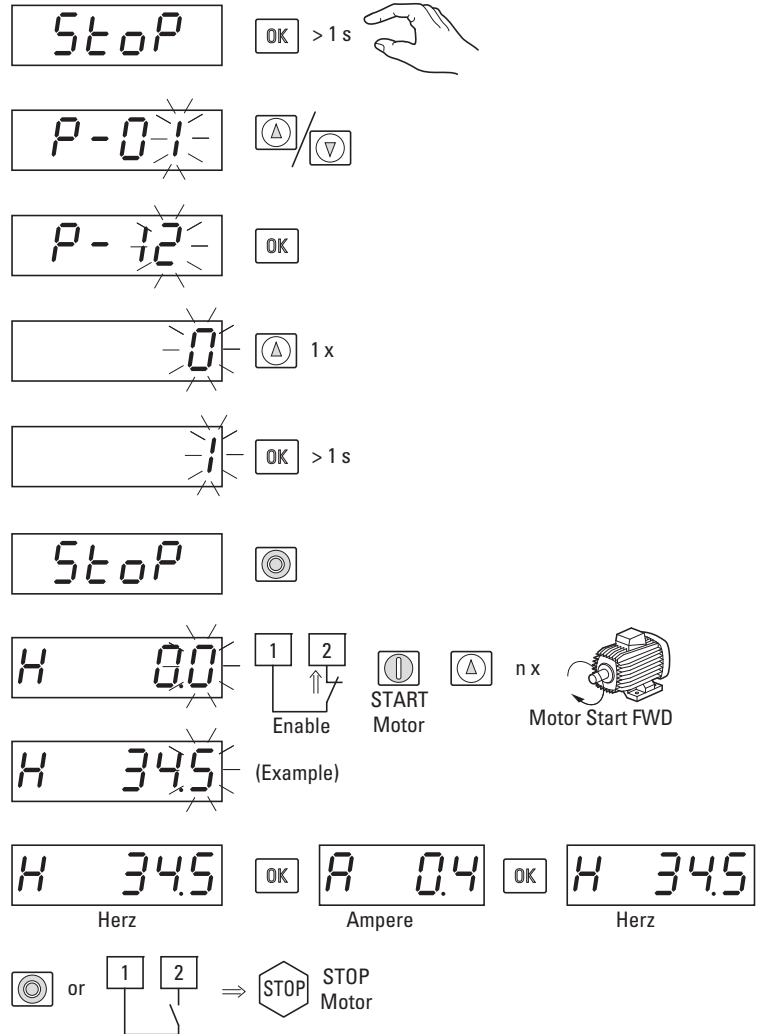 StoP OK > 1 s
P-01
P- 12 OK
0 1 x
1 OK > 1 s
StoP
H 0.0 1 2 n x
START
Enable Motor Motor Start FWD
H 34.5 (Example)
H 34.5 OK A 0.4 OK H 34.5
Herz Ampere Herz
or 1 2 ⇒ STOP STOP
Motor